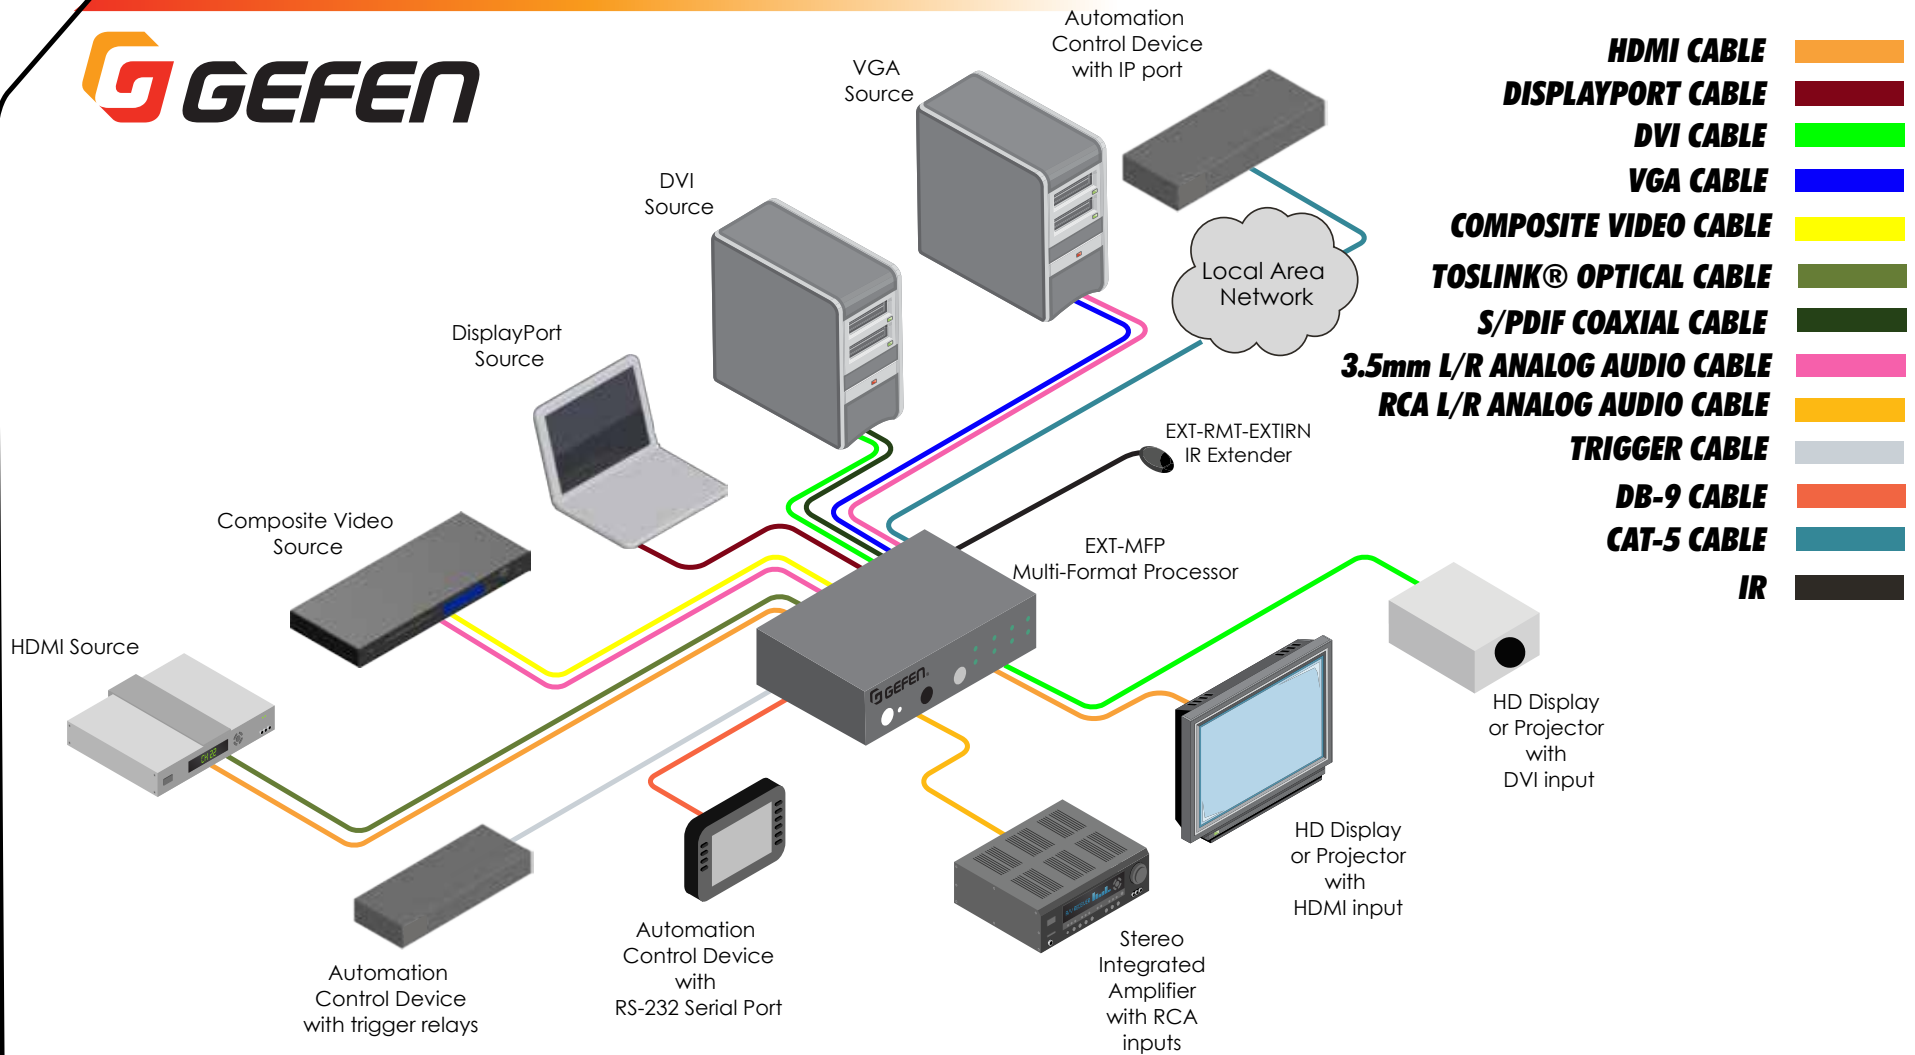 GEFEN
Automation
Control Device
with IP port
VGA
Source
DVI
Source
DisplayPort
Source
Composite Video
Source
HDMI Source
Local Area
Network
EXT-RMT-EXTIRN
IR Extender
EXT-MFP
Multi-Format Processor
GEFEN
HD Display
or Projector
with
DVI input
HD Display
or Projector
with
HDMI input
Stereo
Integrated
Amplifier
with RCA
inputs
Automation
Control Device
with
RS-232 Serial Port
Automation
Control Device
with trigger relays
HDMI CABLE
DISPLAYPORT CABLE
DVI CABLE
VGA CABLE
COMPOSITE VIDEO CABLE
TOSLINK® OPTICAL CABLE
S/PDIF COAXIAL CABLE
3.5mm L/R ANALOG AUDIO CABLE
RCA L/R ANALOG AUDIO CABLE
TRIGGER CABLE
DB-9 CABLE
CAT-5 CABLE
IR